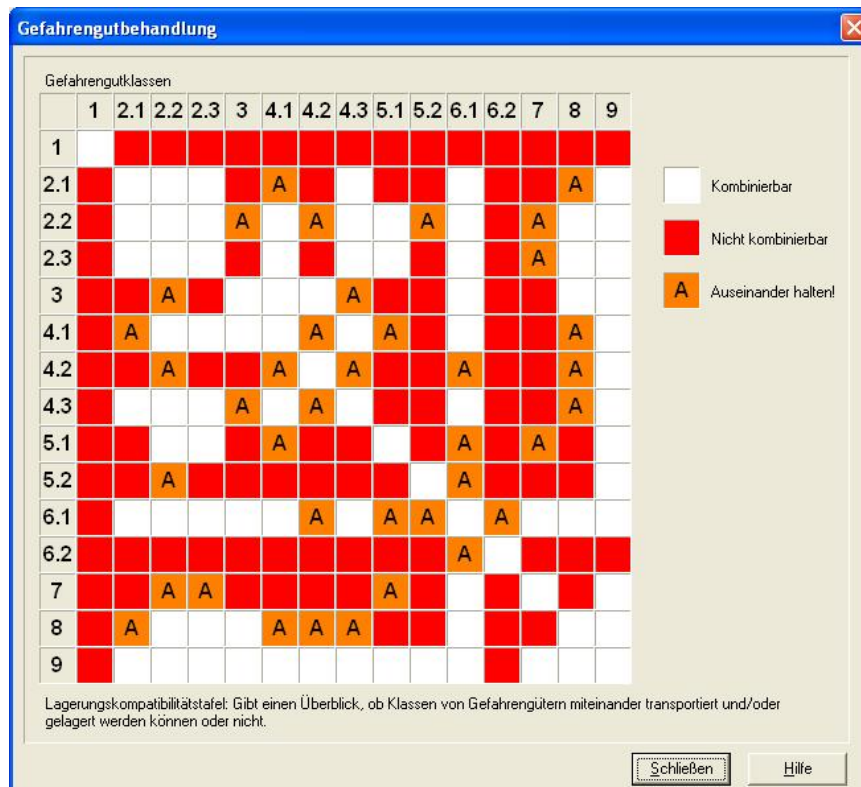 Gefahrengutbehandlung
Gefahrengutklassen
1 2.1 2.2 2.3 3 4.1 4.2 4.3 5.1 5.2 6.1 6.2 7 8 9
1
2.1 A A
Kombinierbar
2.2 A A A A
Nicht kombinierbar
2.3 A
A Auseinander halten!
3 A A
4.1 A A A A
4.2 A A A A A
4.3 A A A
5.1 A A A
5.2 A A
6.1 A A A A
6.2 A
7 A A A
8 A A A A
9
Lagerungskompatibilitätstafel: Gibt einen Überblick, ob Klassen von Gefahrengütern miteinander transportiert und/oder
gelagert werden können oder nicht.
Schließen Hilfe